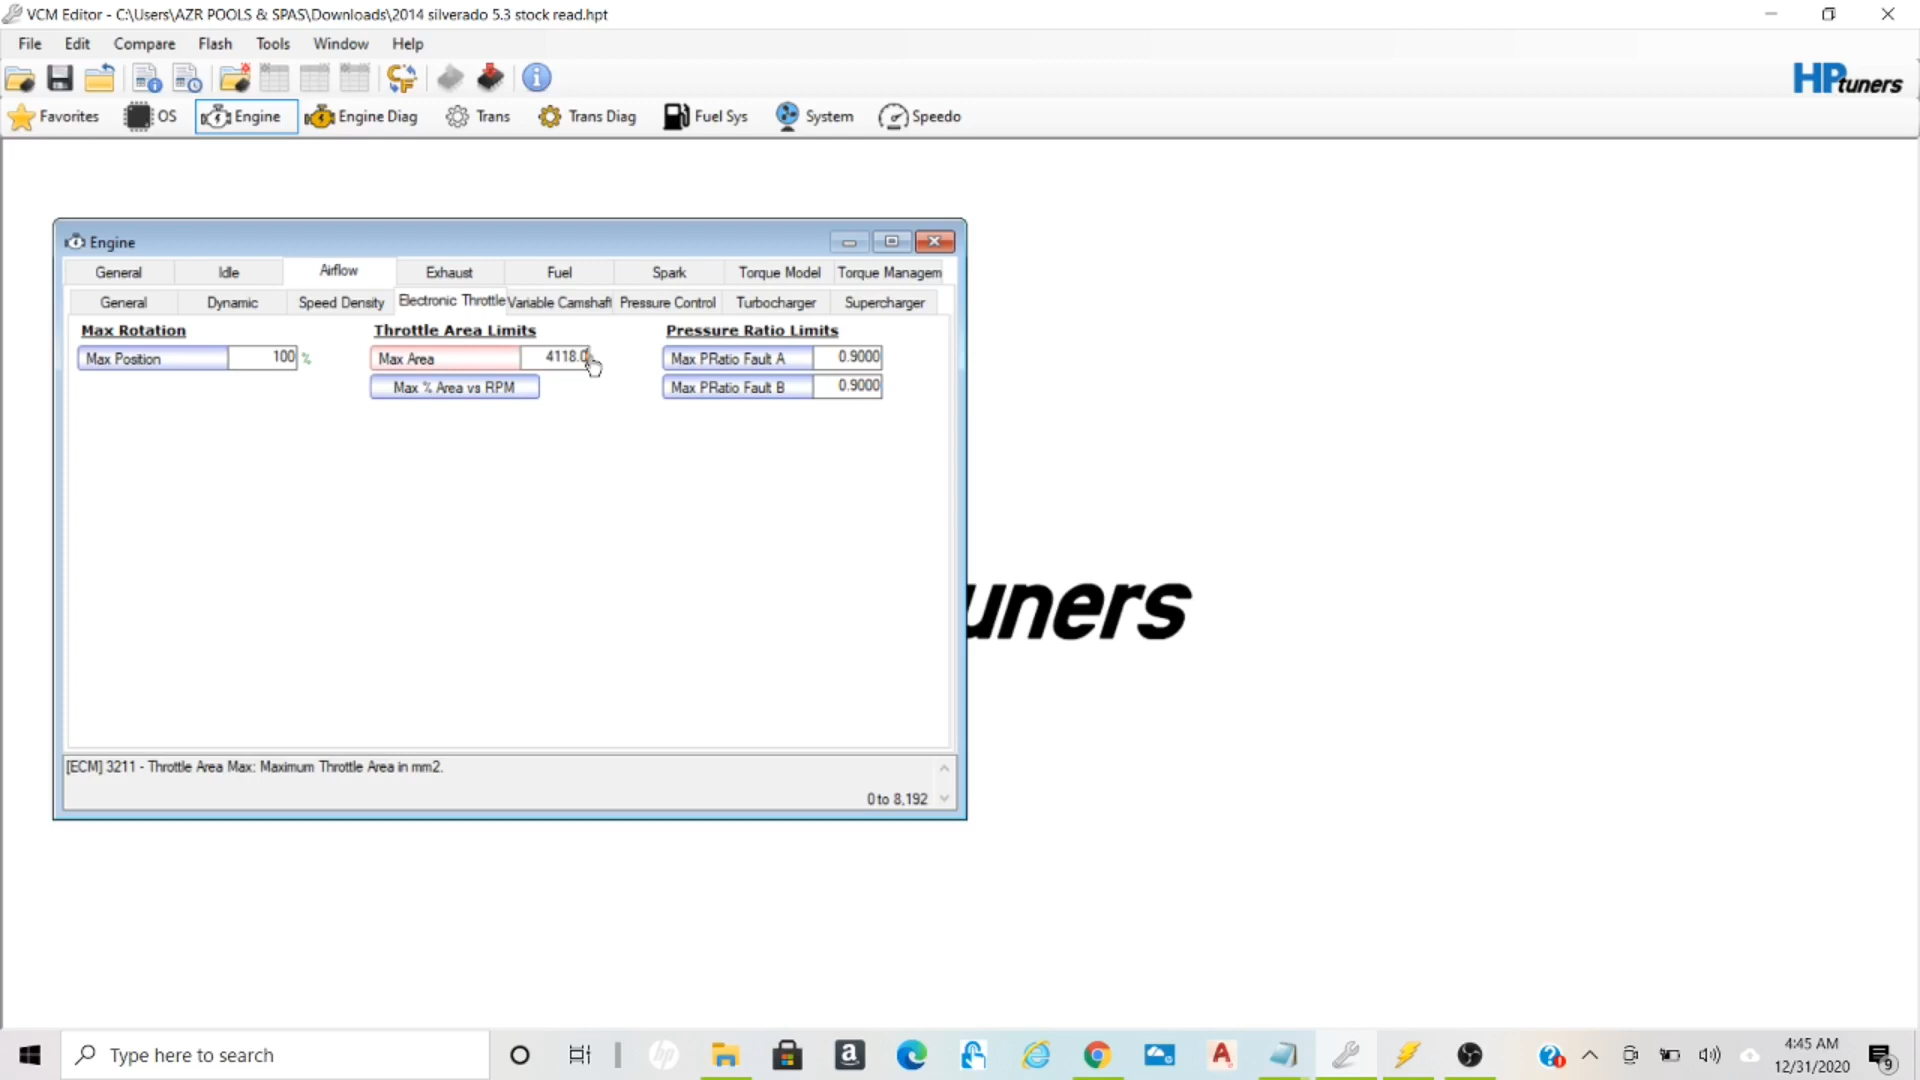 VCM Editor - C:\Users\AZR POOLS & SPAS\Downloads\2014 silverado 5.3 stock read.hpt
File Edit Compare Flash Tools Window Help
HPtuners
Favorites OS Engine Engine Diag Trans Trans Diag Fuel Sys System Speedo
Engine
General Idle Airflow Exhaust Fuel Spark Torque Model Torque Managem
General Dynamic Speed Density Electronic Throttle Variable Camshaft Pressure Control Turbocharger Supercharger
Max Rotation Throttle Area Limits Pressure Ratio Limits
Max Position 100 % Max Area 4118.0 Max PRatio Fault A 0.9000
Max % Area vs RPM Max PRatio Fault B 0.9000
uners
[ECM] 3211 - Throttle Area Max: Maximum Throttle Area in mm2.
0 to 8,192
Type here to search
4:45 AM
12/31/2020
9